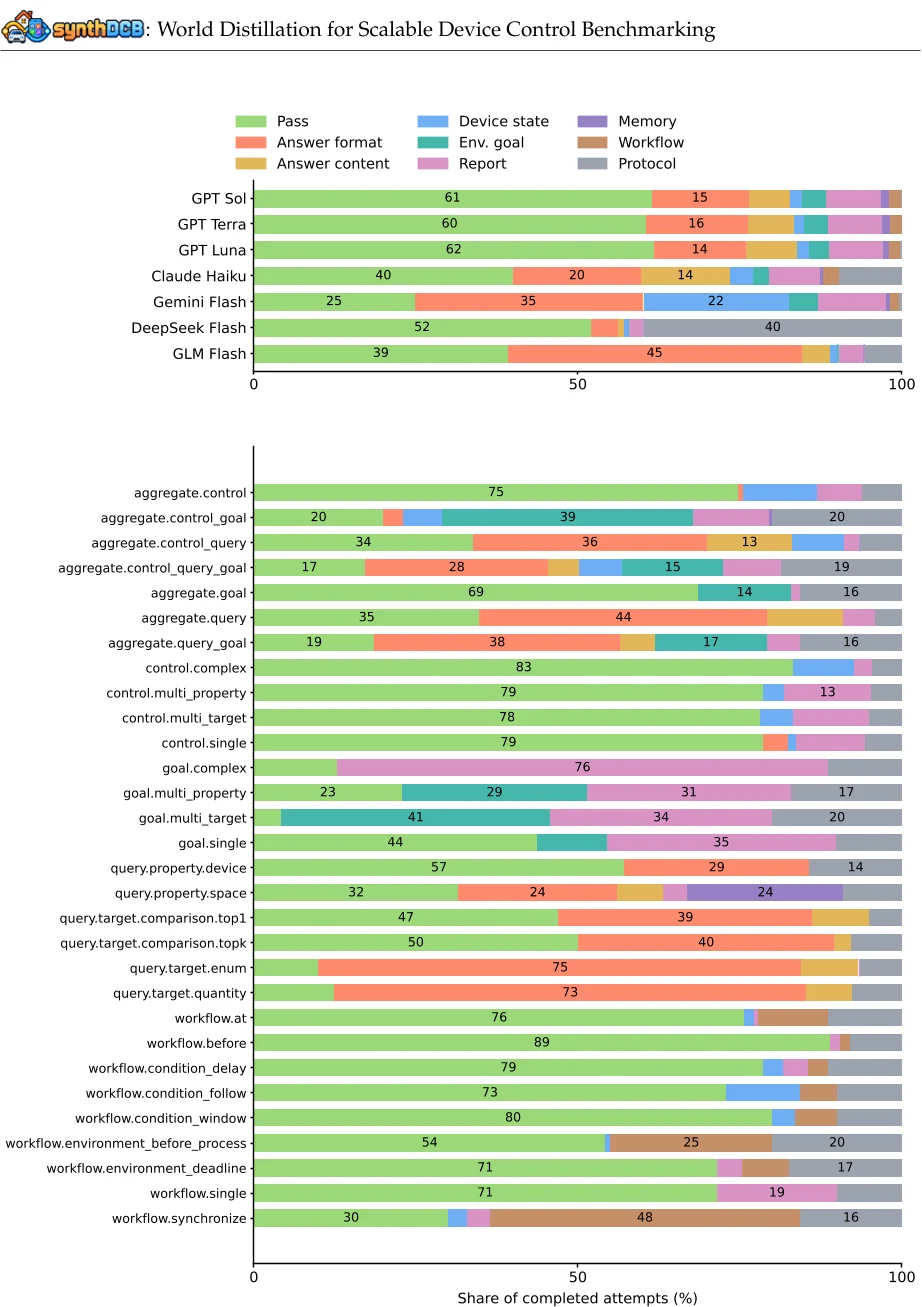 synthDCB: World Distillation for Scalable Device Control Benchmarking
Pass Device state Memory
Answer format Env. goal Workflow
Answer content Report Protocol
GPT Sol 61 15
GPT Terra 60 16
GPT Luna 62 14
Claude Haiku 40 20 14
Gemini Flash 25 35 22
DeepSeek Flash 52 40
GLM Flash 39 45
0 50 100
aggregate.control 75
aggregate.control_goal 20 39 20
aggregate.control_query 34 36 13
aggregate.control_query_goal 17 28 15 19
aggregate.goal 69 14 16
aggregate.query 35 44
aggregate.query_goal 19 38 17 16
control.complex 83
control.multi_property 79 13
control.multi_target 78
control.single 79
goal.complex 76
goal.multi_property 23 29 31 17
goal.multi_target 41 34 20
goal.single 44 35
query.property.device 57 29 14
query.property.space 32 24 24
query.target.comparison.top1 47 39
query.target.comparison.topk 50 40
query.target.enum 75
query.target.quantity 73
workflow.at 76
workflow.before 89
workflow.condition_delay 79
workflow.condition_follow 73
workflow.condition_window 80
workflow.environment_before_process 54 25 20
workflow.environment_deadline 71 17
workflow.single 71 19
workflow.synchronize 30 48 16
0 50 100
Share of completed attempts (%)